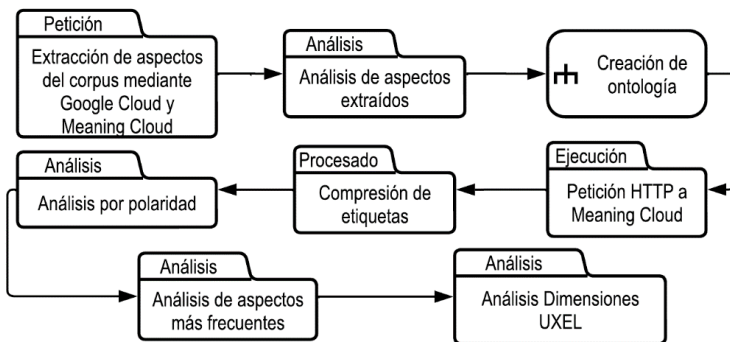 Petición
Extracción de aspectos
del corpus mediante
Google Cloud y
Meaning Cloud
Análisis
Análisis de aspectos
extraídos
Creación de
ontología
Ejecución
Petición HTTP a
Meaning Cloud
Procesado
Compresión de
etiquetas
Análisis
Análisis por polaridad
Análisis
Análisis de aspectos
más frecuentes
Análisis
Análisis Dimensiones
UXEL